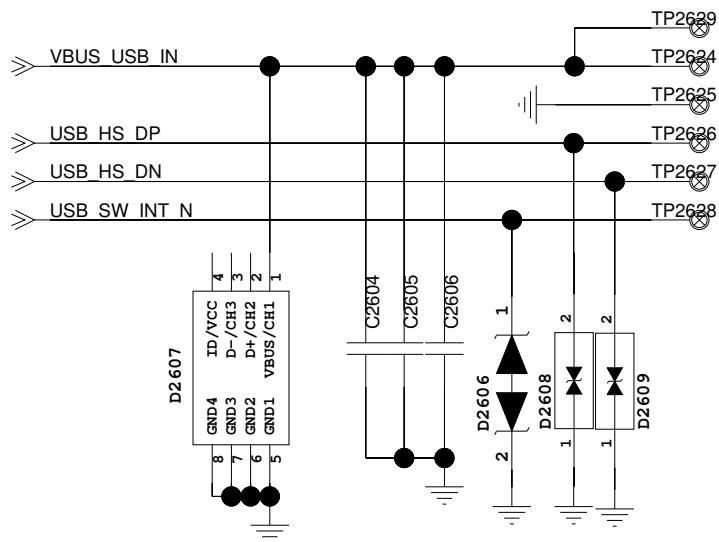 TP2629
VBUS_USB_IN
TP2624
TP2625
USB_HS_DP
TP2626
USB_HS_DN
TP2627
USB_SW_INT_N
TP2628
4 3 2 1
ID/VCC
D-/CH3
D+/CH2
VBUS/CH1
D2607
GND4
GND3
GND2
GND1
8 7 6 5
C2604
C2605
C2606
1
D2606
2
2
D2608
1
2
D2609
1